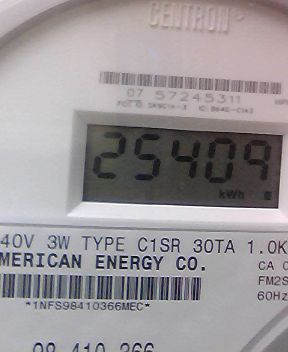 CENTRON
07 57245311
25409
kWh
40V 3W TYPE C1SR 30TA 1.0K
MERICAN ENERGY CO.
CA 0
FM2S
60Hz
*1NFS98410366MEC*
98 410 366